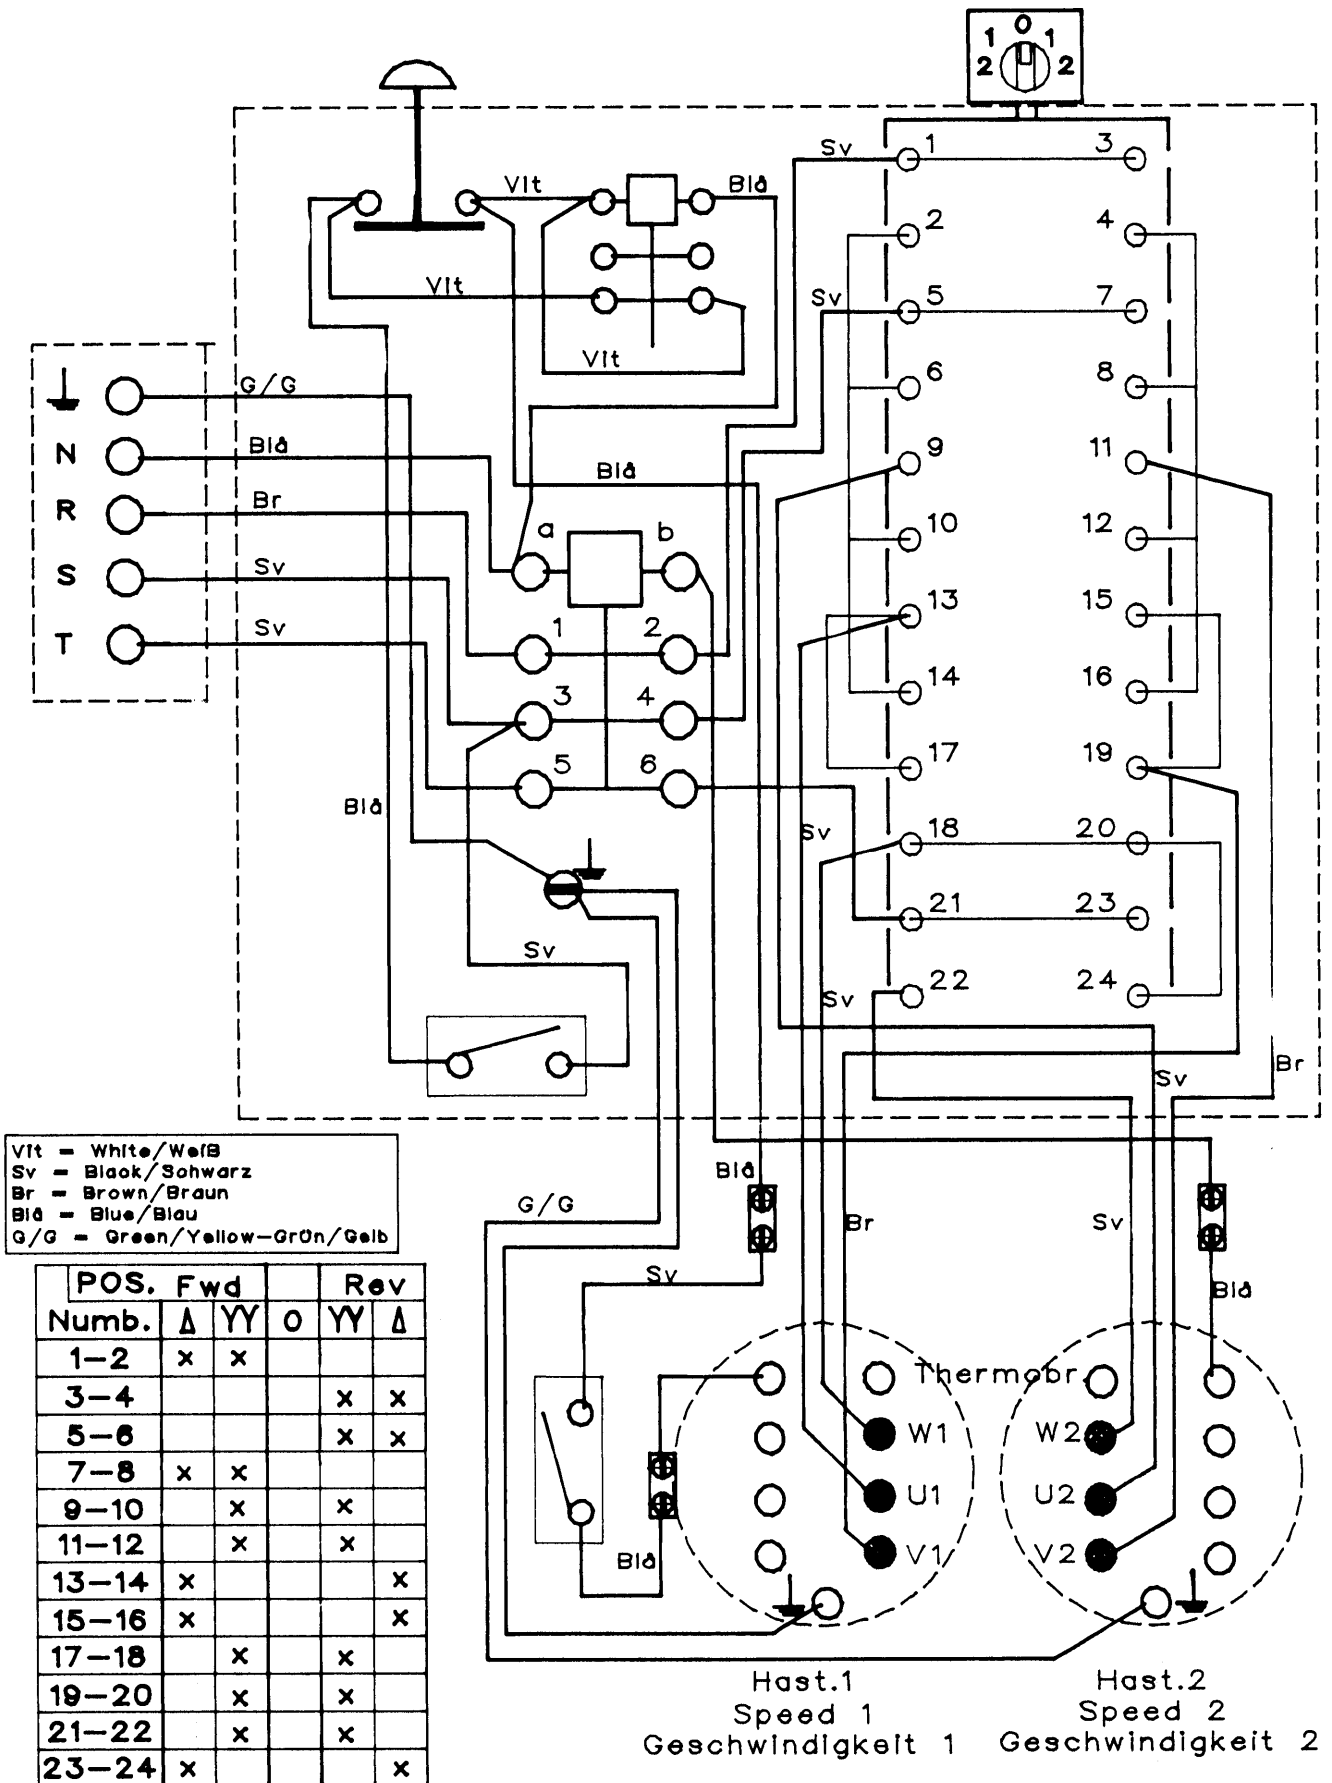 0
1 1
2 2
Sv 1 3
Vit Blå
2 4
Vit Sv 5 7
Vit
6 8
G/G
N Blå 9 11
Blå
R Br
a b 10 12
S Sv
13 15
T Sv 1 2
14 16
3 4
17 19
5 6
Blå
Sv 18 20
21 23
Sv
Sv 22 24
Br
Sv
Vit = White/Weiß
Sv = Black/Schwarz
Br = Brown/Braun
Blå = Blue/Blau
G/G = Green/Yellow-Grün/Gelb
Blå
G/G Br Sv
Sv Blå
POS. Fwd Rev
Numb. Δ YY O YY Δ
1-2 x x
3-4 x x
5-6 x x
7-8 x x
9-10 x x
11-12 x x
13-14 x x
15-16 x x
17-18 x x
19-20 x x
21-22 x x
23-24 x x
Thermobr.
W1 W2
U1 U2
V1 V2
Blå
Hast.1
Speed 1
Geschwindigkeit 1
Hast.2
Speed 2
Geschwindigkeit 2